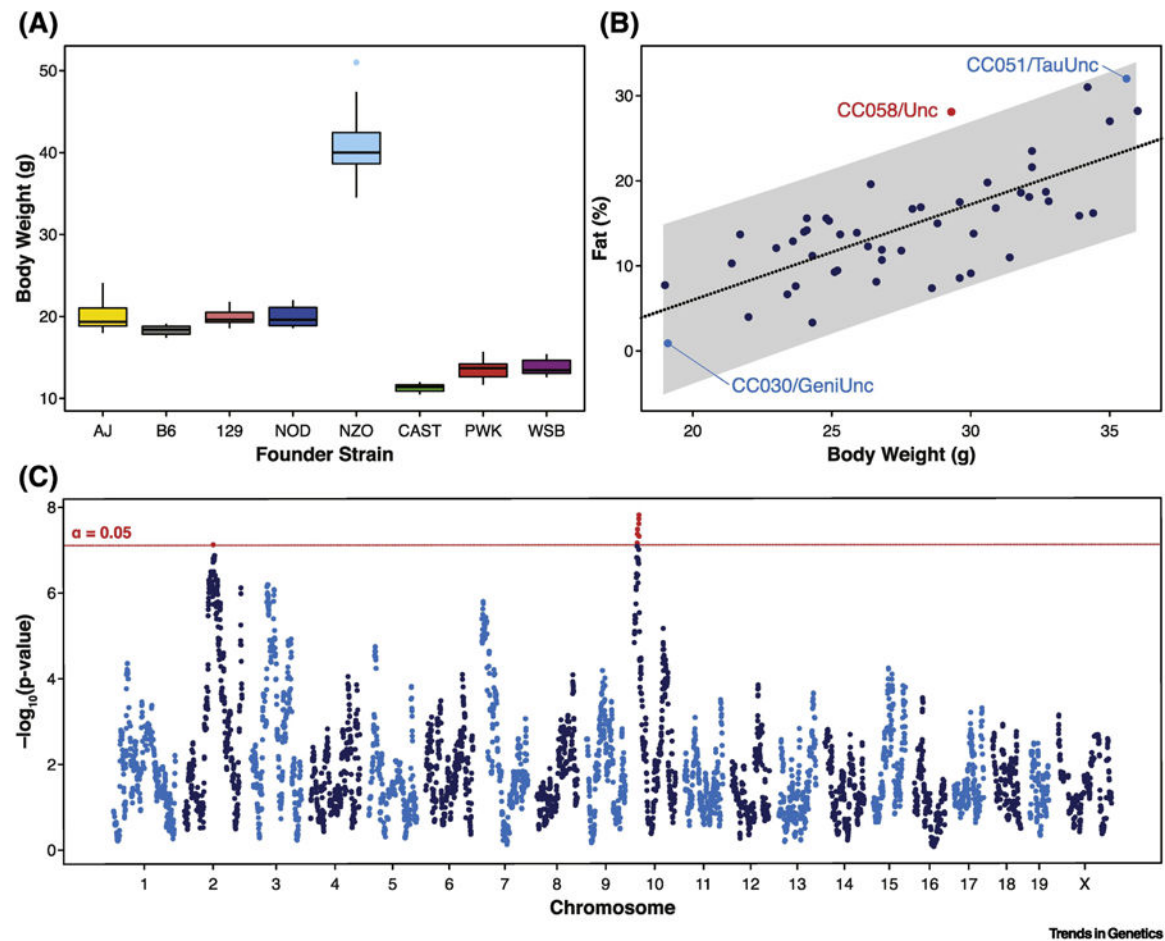 (A)
Body Weight (g)
50
40
30
20
10
AJ B6 129 NOD NZO CAST PWK WSB
Founder Strain
(B)
Fat (%)
30
20
10
0
CC051/TauUnc
CC058/Unc
CC030/GeniUnc
20 25 30 35
Body Weight (g)
(C)
−log10(p-value)
8
6
4
2
0
α = 0.05
1 2 3 4 5 6 7 8 9 10 11 12 13 14 15 16 17 18 19 X
Chromosome
Trends in Genetics